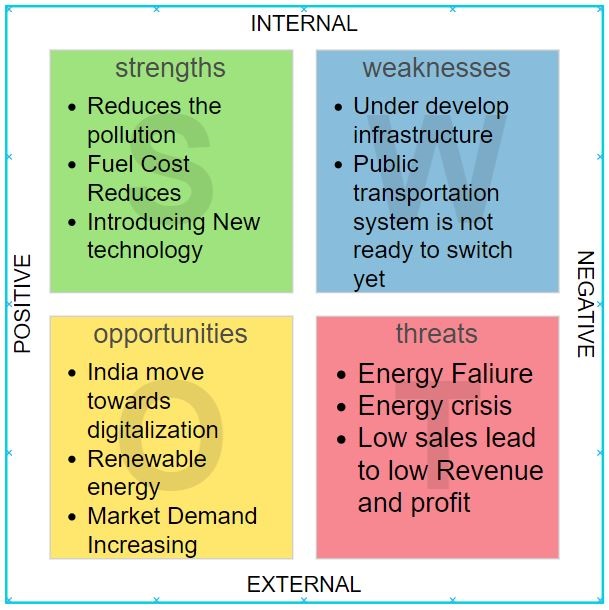 INTERNAL
strengths
• Reduces the
pollution
• Fuel Cost
Reduces
• Introducing New
technology
S
weaknesses
• Under develop
infrastructure
• Public
transportation
system is not
ready to switch
yet
W
POSITIVE
NEGATIVE
opportunities
• India move
towards
digitalization
• Renewable
energy
• Market Demand
Increasing
O
threats
• Energy Faliure
• Energy crisis
• Low sales lead
to low Revenue
and profit
T
EXTERNAL